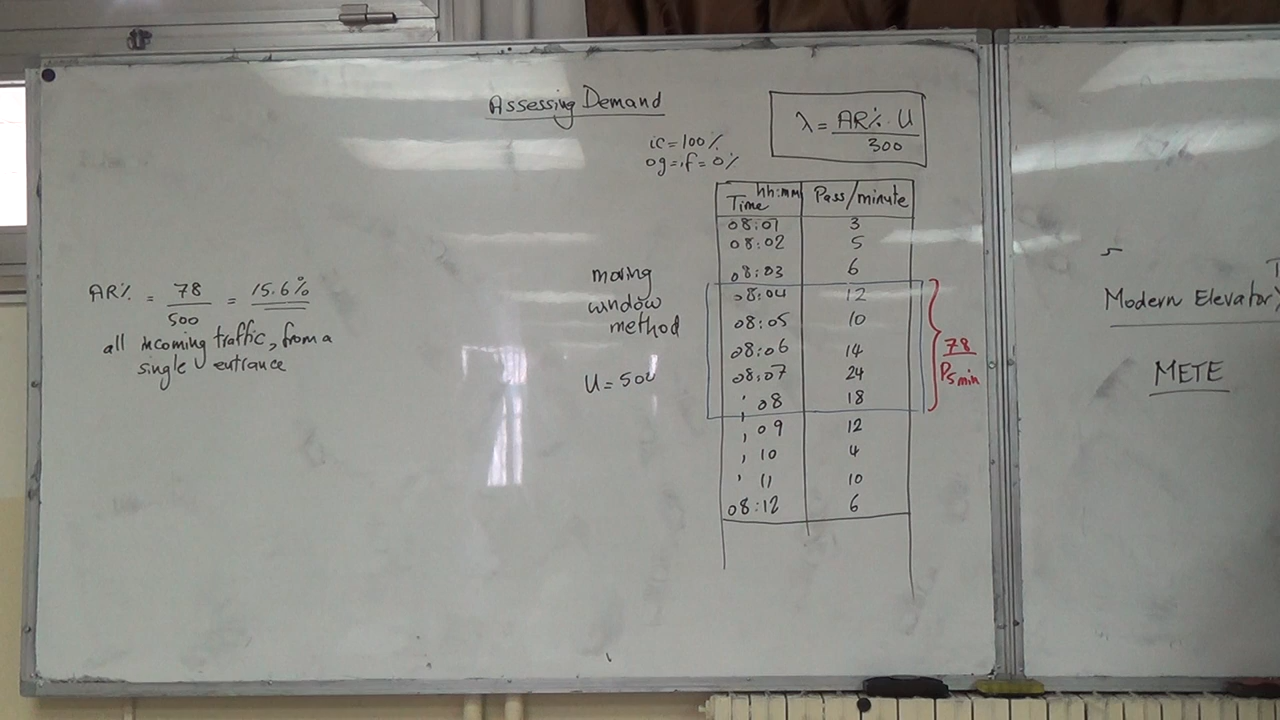 Assessing Demand
λ = AR% · U
300
ic = 100%
og = if = 0%
hh:mm
Time
Pass/minute
08:01 3
08:02 5
08:03 6
08:04 12
08:05 10
08:06 14
08:07 24
08 18
09 12
10 4
11 10
08:12 6
moving
window
method
U = 500
78
P5min
AR% = 78 = 15.6%
500
all incoming traffic, from a
single entrance
Modern Elevator
METE